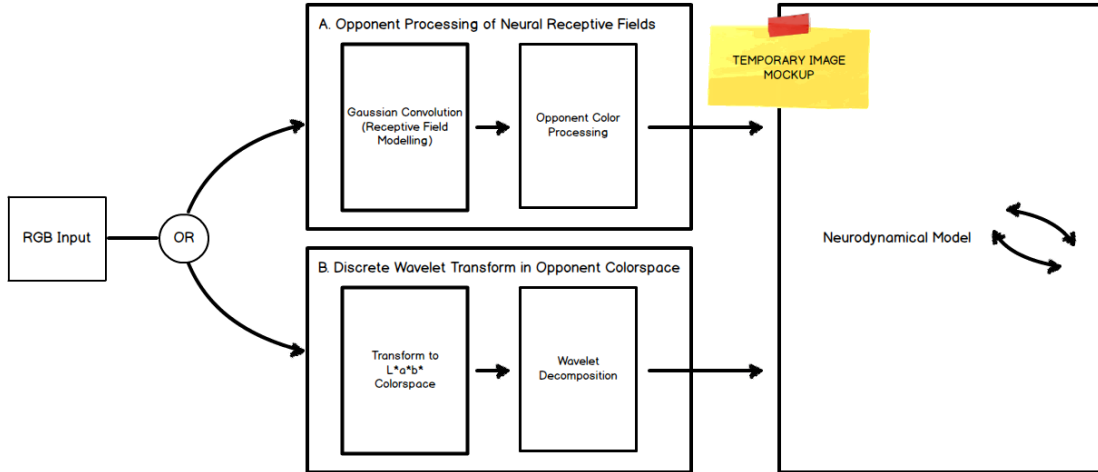 A. Opponent Processing of Neural Receptive Fields
TEMPORARY IMAGE
MOCKUP
Gaussian Convolution
(Receptive Field
Modelling)
Opponent Color
Processing
RGB Input
OR
Neurodynamical Model
B. Discrete Wavelet Transform in Opponent Colorspace
Transform to
L*a*b*
Colorspace
Wavelet
Decomposition